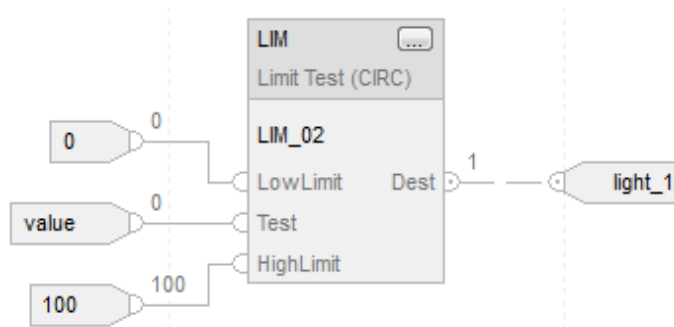 LIM
...
Limit Test (CIRC)
LIM_02
0
0
LowLimit
Dest
1
light_1
value
0
Test
100
100
HighLimit